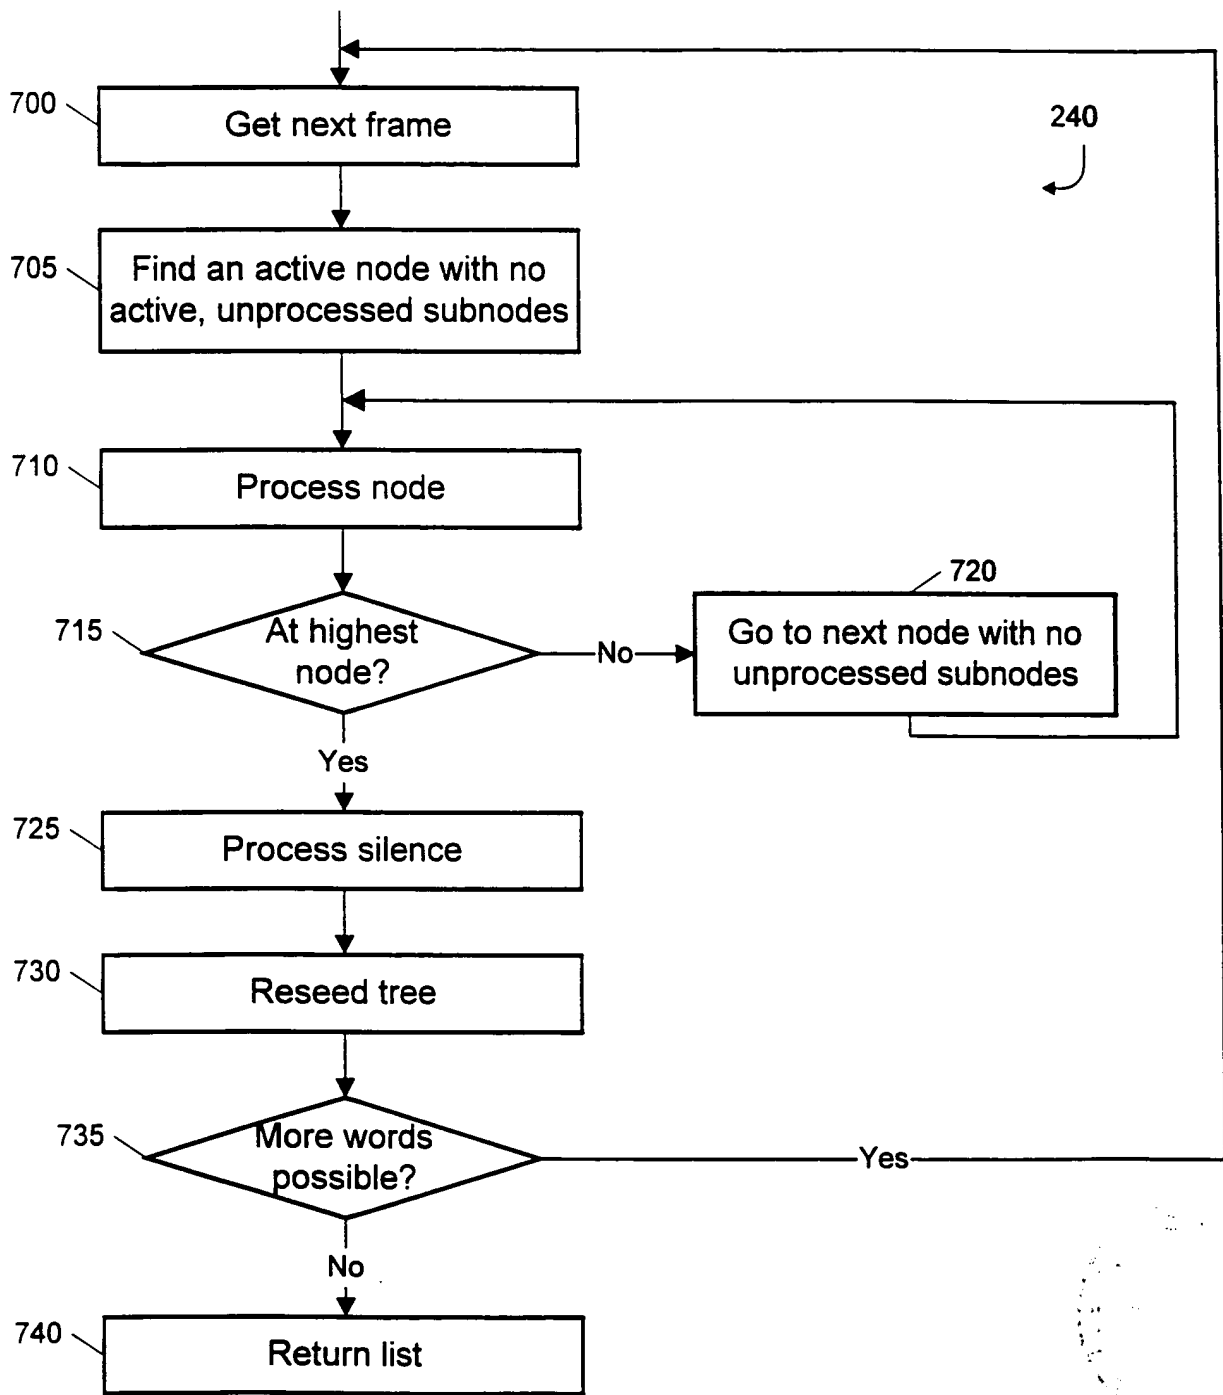 700
Get next frame
240
705
Find an active node with no
active, unprocessed subnodes
710
Process node
720
715
At highest
node?
No
Go to next node with no
unprocessed subnodes
Yes
725
Process silence
730
Reseed tree
735
More words
possible?
Yes
No
740
Return list